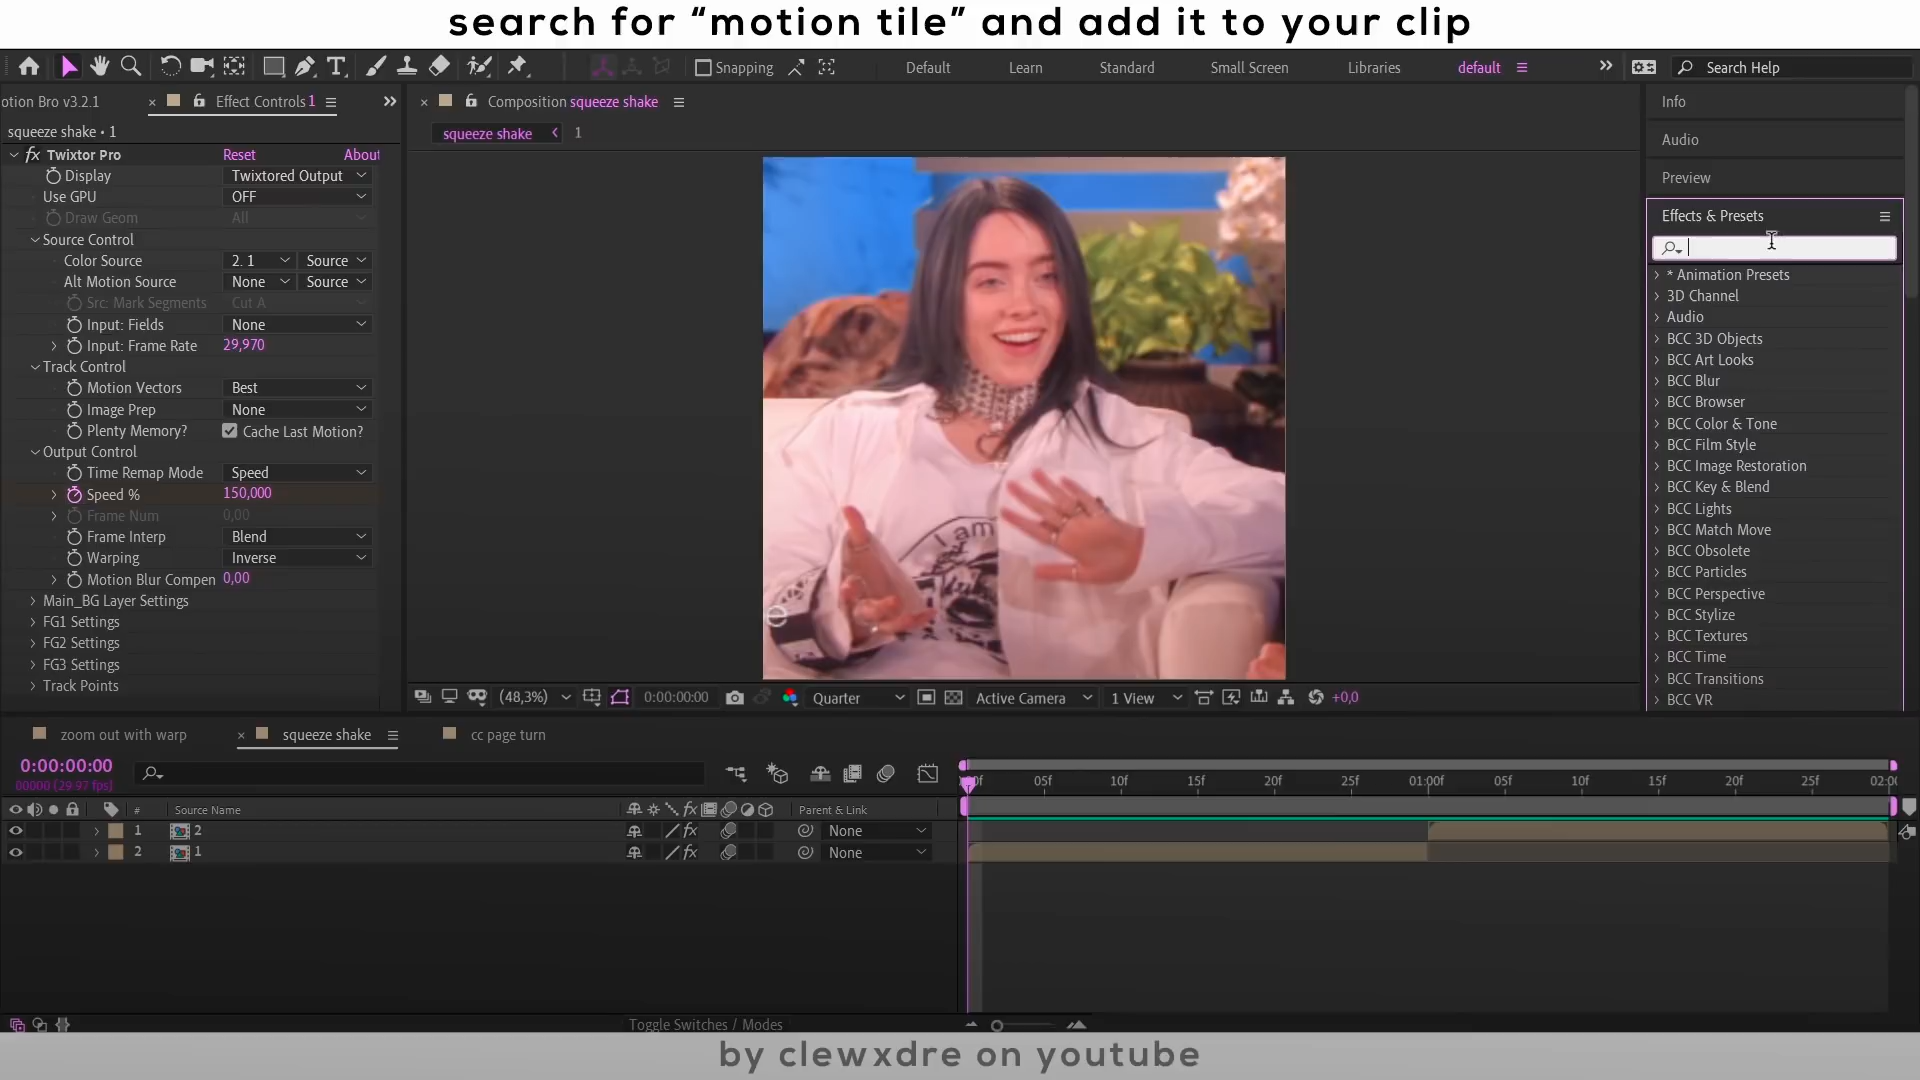 search for “motion tile” and add it to your clip
Snapping
Default
Learn
Standard
Small Screen
Libraries
default
Search Help
otion Bro v3.2.1
Effect Controls 1
Composition squeeze shake
squeeze shake • 1
squeeze shake
1
fx Twixtor Pro Reset About
Display Twixtored Output
Use GPU OFF
Draw Geom All
Source Control
Color Source 2. 1 Source
Alt Motion Source None Source
Src: Mark Segments Cut A
Input: Fields None
Input: Frame Rate 29,970
Track Control
Motion Vectors Best
Image Prep None
Plenty Memory? Cache Last Motion?
Output Control
Time Remap Mode Speed
Speed % 150,000
Frame Num 0,00
Frame Interp Blend
Warping Inverse
Motion Blur Compen 0,00
Main_BG Layer Settings
FG1 Settings
FG2 Settings
FG3 Settings
Track Points
I am
(48,3%) 0:00:00:00 Quarter Active Camera 1 View +0,0
Info
Audio
Preview
Effects & Presets
* Animation Presets
3D Channel
Audio
BCC 3D Objects
BCC Art Looks
BCC Blur
BCC Browser
BCC Color & Tone
BCC Film Style
BCC Image Restoration
BCC Key & Blend
BCC Lights
BCC Match Move
BCC Obsolete
BCC Particles
BCC Perspective
BCC Stylize
BCC Textures
BCC Time
BCC Transitions
BCC VR
zoom out with warp
squeeze shake
cc page turn
0:00:00:00
00000 (29.97 fps)
05f 10f 15f 20f 25f 01:00f 05f 10f 15f 20f 25f 02:0
# Source Name fx Parent & Link
1 2 fx None
2 1 fx None
Toggle Switches / Modes
by clewxdre on youtube